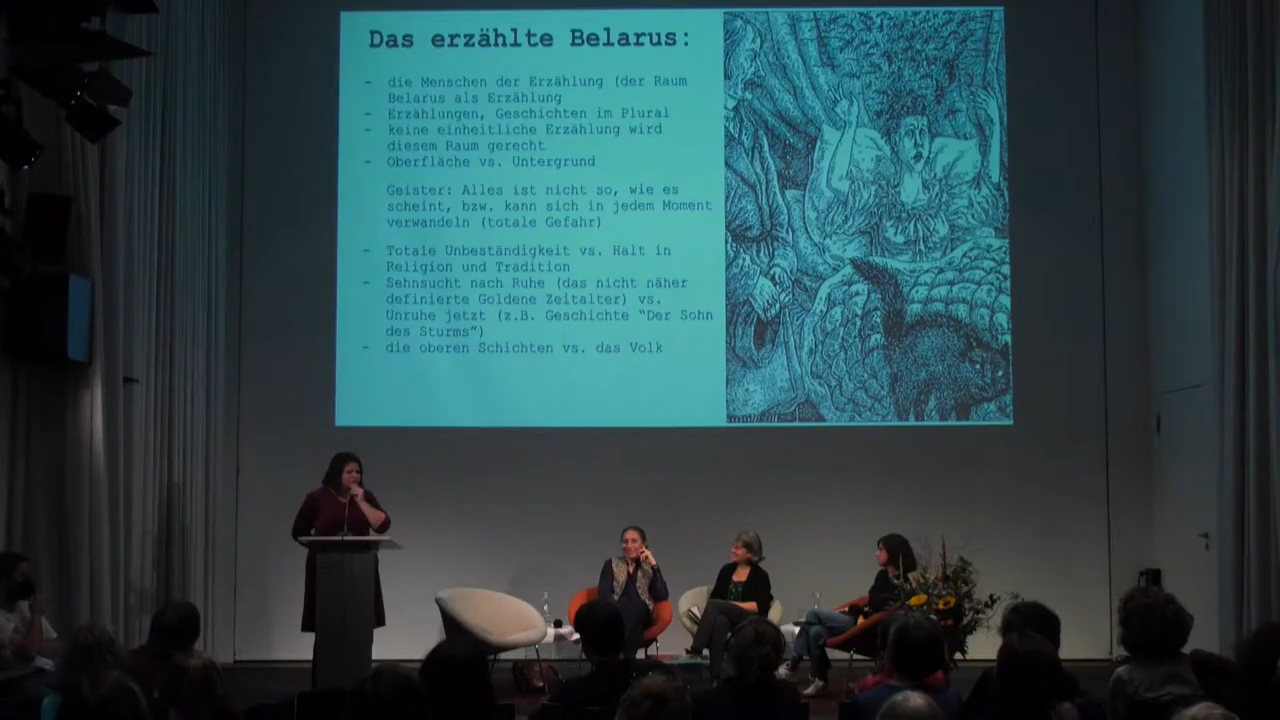 Das erzählte Belarus:
- die Menschen der Erzählung (der Raum
Belarus als Erzählung
- Erzählungen, Geschichten im Plural
- keine einheitliche Erzählung wird
diesem Raum gerecht
- Oberfläche vs. Untergrund
Geister: Alles ist nicht so, wie es
scheint, bzw. kann sich in jedem Moment
verwandeln (totale Gefahr)
- Totale Unbeständigkeit vs. Halt in
Religion und Tradition
- Sehnsucht nach Ruhe (das nicht näher
definierte Goldene Zeitalter) vs.
Unruhe jetzt (z.B. Geschichte “Der Sohn
des Sturms”)
- die oberen Schichten vs. das Volk